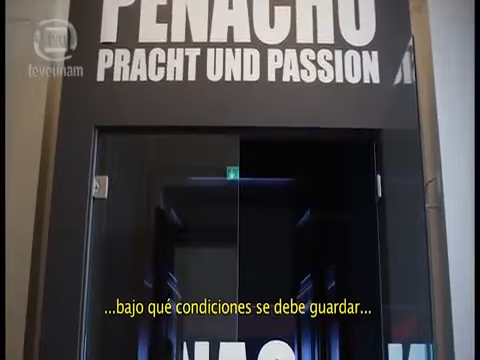 PENACHO
PRACHT UND PASSION
...bajo qué condiciones se debe guardar...